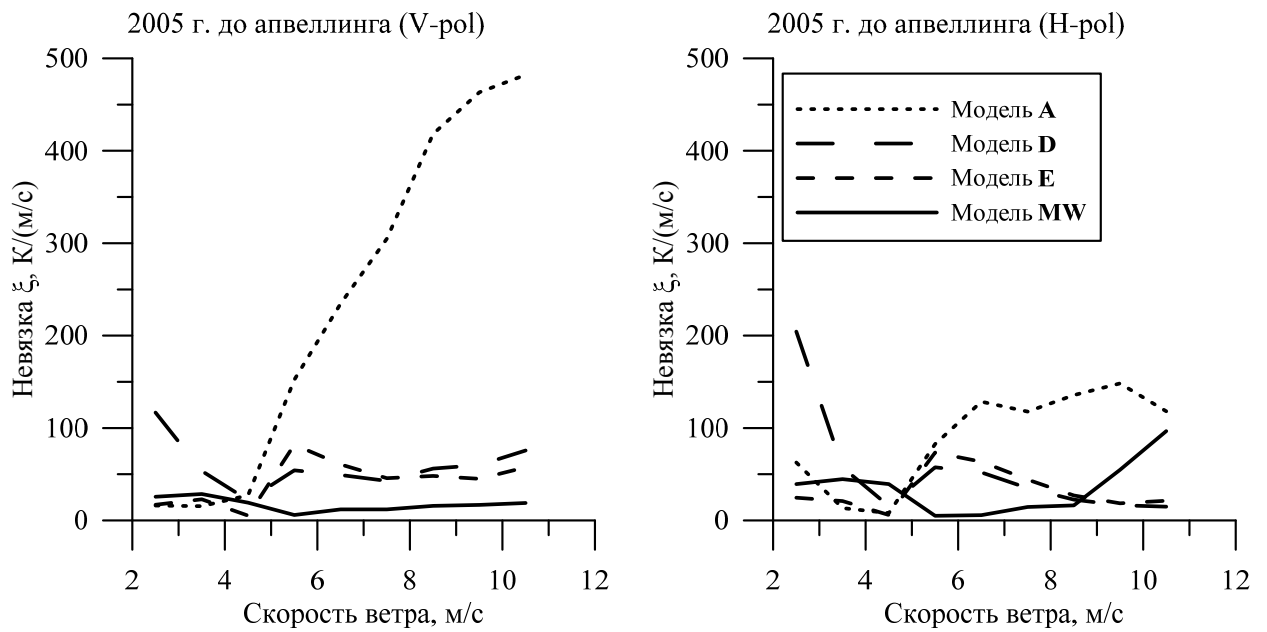 2005 г. до апвеллинга (V-pol)
500
400
300
200
100
0
Невязка ξ, К/(м/с)
2 4 6 8 10 12
Скорость ветра, м/с
2005 г. до апвеллинга (H-pol)
500
400
300
200
100
0
Невязка ξ, К/(м/с)
Модель A
Модель D
Модель E
Модель MW
2 4 6 8 10 12
Скорость ветра, м/с